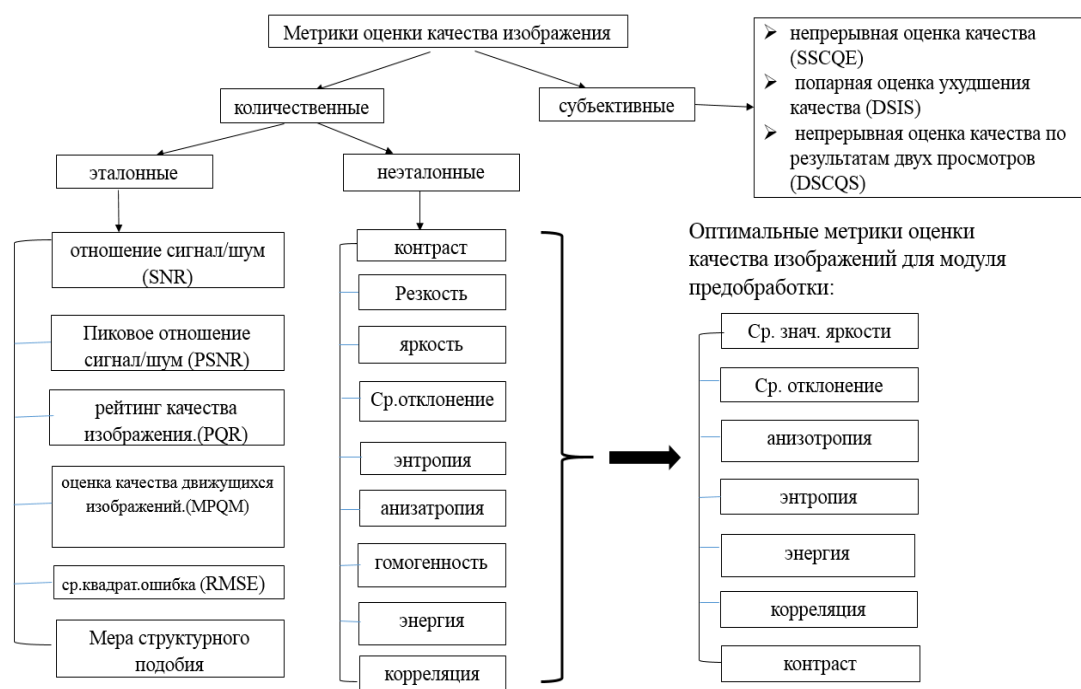 Метрики оценки качества изображения
непрерывная оценка качества
(SSCQE)
попарная оценка ухудшения
качества (DSIS)
непрерывная оценка качества по
результатам двух просмотров
(DSCQS)
количественные
субъективные
эталонные
неэталонные
отношение сигнал/шум
(SNR)
Пиковое отношение
сигнал/шум (PSNR)
рейтинг качества
изображения.(PQR)
оценка качества движущихся
изображений.(MPQM)
ср.квадрат.ошибка (RMSE)
Мера структурного
подобия
контраст
Резкость
яркость
Ср.отклонение
энтропия
анизатропия
гомогенность
энергия
корреляция
Оптимальные метрики оценки
качества изображений для модуля
предобработки:
Ср. знач. яркости
Ср. отклонение
анизотропия
энтропия
энергия
корреляция
контраст